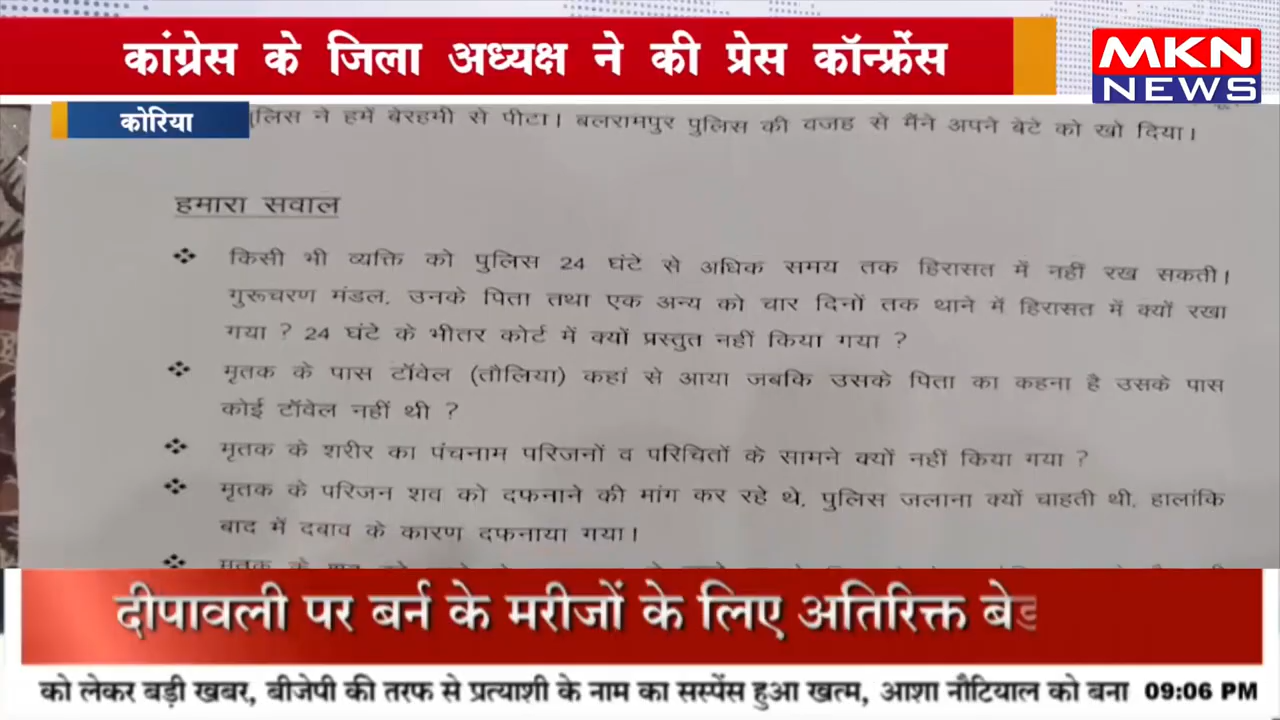 कांग्रेस के जिला अध्यक्ष ने की प्रेस कॉन्फ्रेंस
MKN
NEWS
कोरिया
ने हमें बेरहमी से पीटा। बलरामपुर पुलिस की वजह से मैंने अपने बेटे को खो दिया।
हमारा सवाल
❖ किसी भी व्यक्ति को पुलिस 24 घंटे से अधिक समय तक हिरासत में नहीं रख सकती।
गुरूचरण मंडल, उनके पिता तथा एक अन्य को चार दिनों तक थाने में हिरासत में क्यों रखा
गया ? 24 घंटे के भीतर कोर्ट में क्यों प्रस्तुत नहीं किया गया ?
❖ मृतक के पास टॉवेल (तौलिया) कहां से आया जबकि उसके पिता का कहना है उसके पास
कोई टॉवेल नहीं थी ?
❖ मृतक के शरीर का पंचनाम परिजनों व परिचितों के सामने क्यों नहीं किया गया ?
❖ मृतक के परिजन शव को दफनाने की मांग कर रहे थे, पुलिस जलाना क्यों चाहती थी, हालांकि
बाद में दबाव के कारण दफनाया गया।
दीपावली पर बर्न के मरीजों के लिए अतिरिक्त
को लेकर बड़ी खबर, बीजेपी की तरफ से प्रत्याशी के नाम का सस्पेंस हुआ खत्म, आशा नौटियाल को बना 09:06 PM